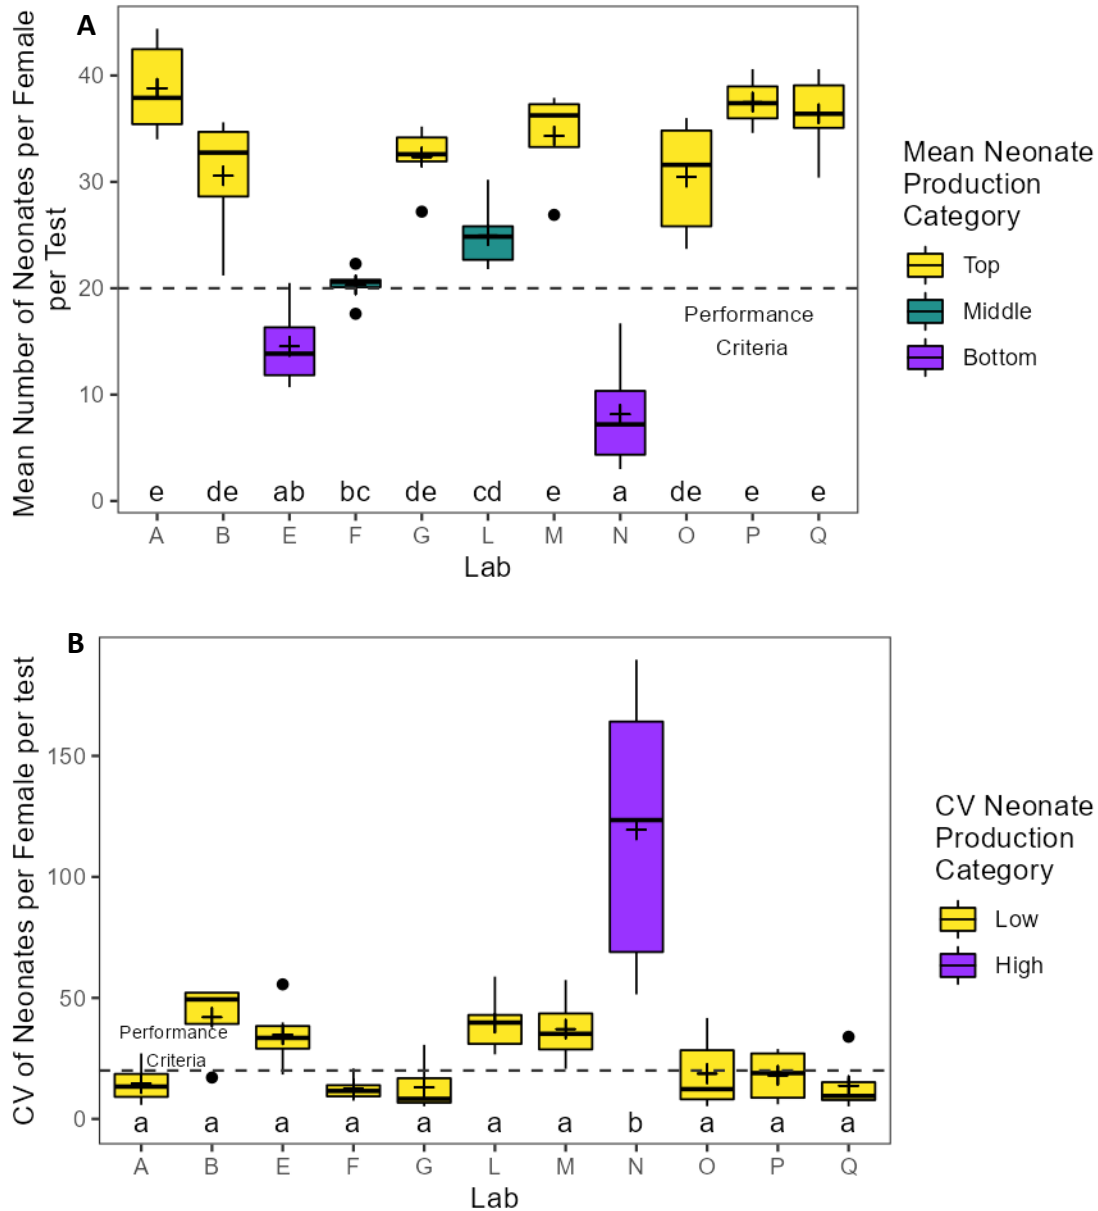 A
Mean Number of Neonates per Female
per Test
40
30
20
10
0
Performance
Criteria
e de ab bc de cd e a de e e
A B E F G L M N O P Q
Lab
Mean Neonate
Production
Category
Top
Middle
Bottom
B
CV of Neonates per Female per test
150
100
50
0
Performance
Criteria
a a a a a a a b a a a
A B E F G L M N O P Q
Lab
CV Neonate
Production
Category
Low
High